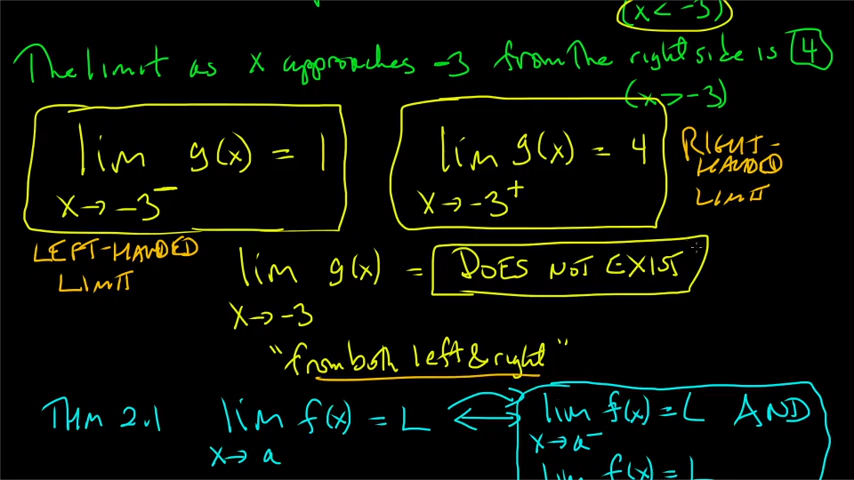 (x < -3)
The limit as x approaches -3 from the right side is 4
(x > -3)
lim g(x) = 1
x → -3⁻
lim g(x) = 4
x → -3⁺
RIGHT-
HANDED
LIMIT
LEFT-HANDED
LIMIT
lim g(x) = DOES NOT EXIST
x → -3
"from both left & right"
THM 2.1 lim f(x) = L ⟷ lim f(x) = L AND
x → a x → a⁻
lim f(x) = L